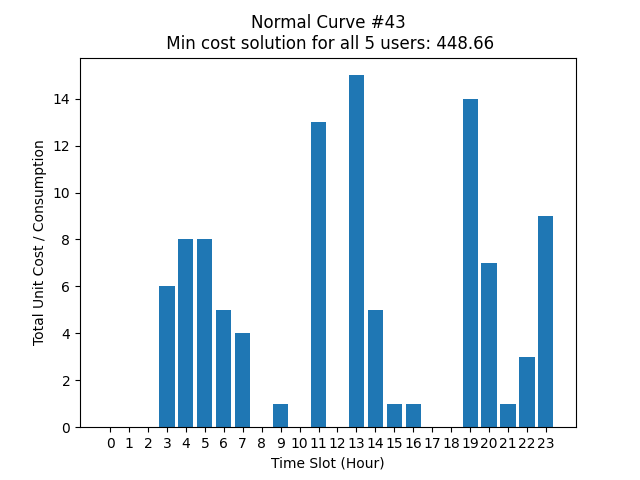 Normal Curve #43
Min cost solution for all 5 users: 448.66
Total Unit Cost / Consumption
14
12
10
8
6
4
2
0
0 1 2 3 4 5 6 7 8 9 10 11 12 13 14 15 16 17 18 19 20 21 22 23
Time Slot (Hour)